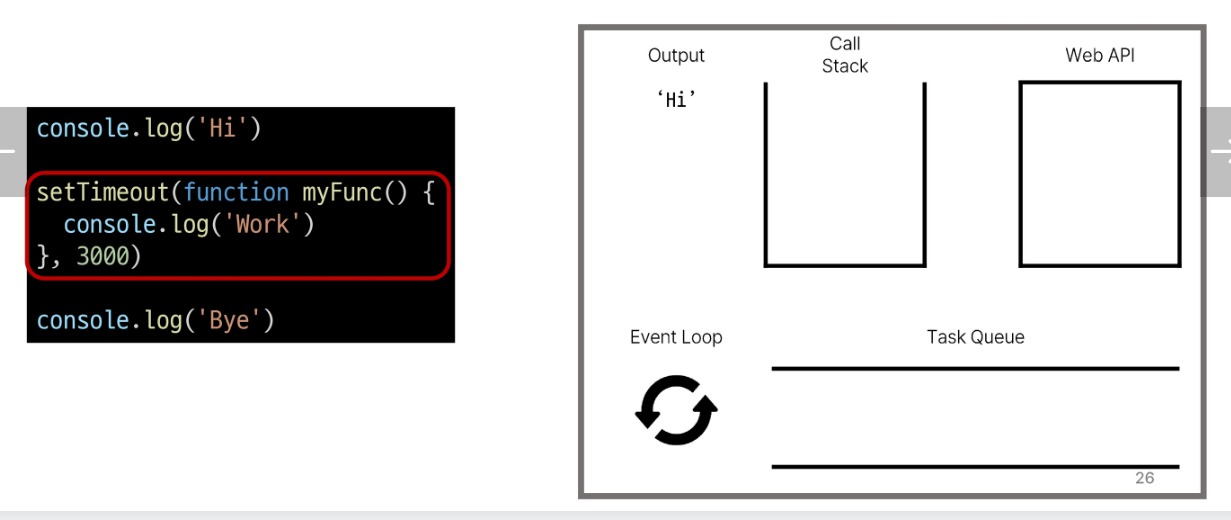 console.log('Hi')
setTimeout(function myFunc() {
  console.log('Work')
}, 3000)
console.log('Bye')
Output
Call
Stack
Web API
‘Hi’
Event Loop
Task Queue
26